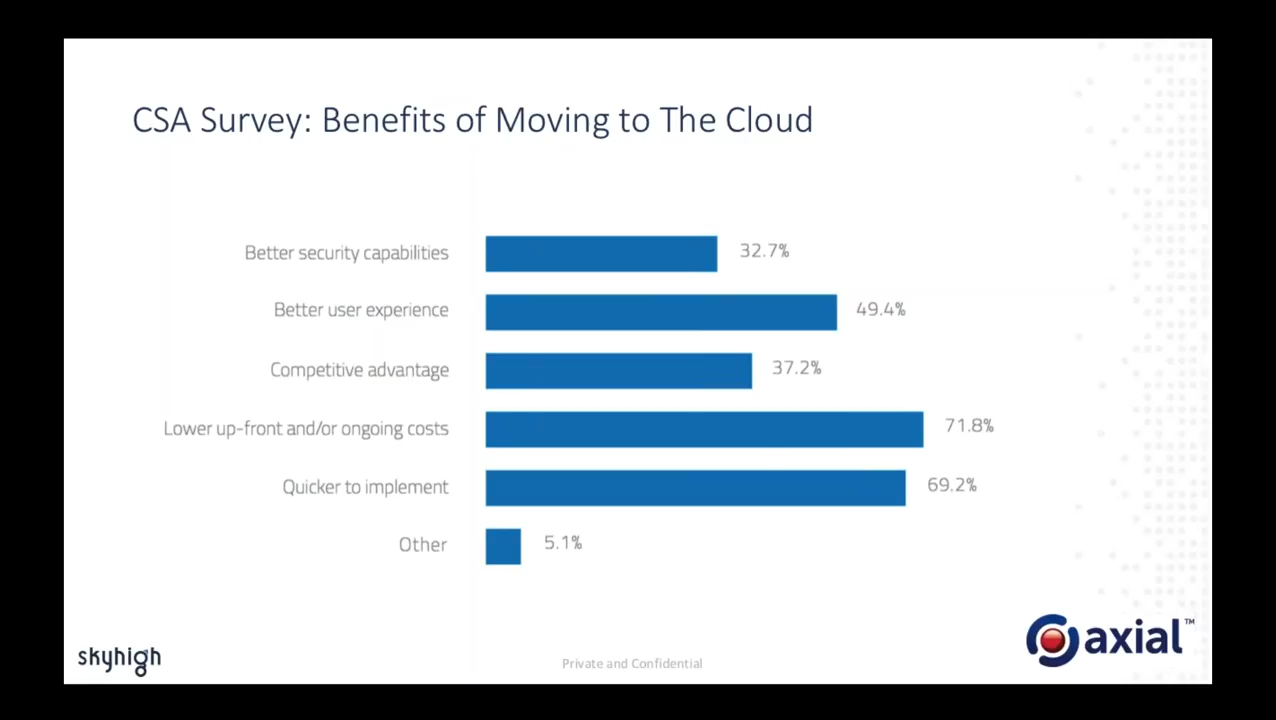 CSA Survey: Benefits of Moving to The Cloud
Better security capabilities 32.7%
Better user experience 49.4%
Competitive advantage 37.2%
Lower up-front and/or ongoing costs 71.8%
Quicker to implement 69.2%
Other 5.1%
skyhigh
Private and Confidential
axial™